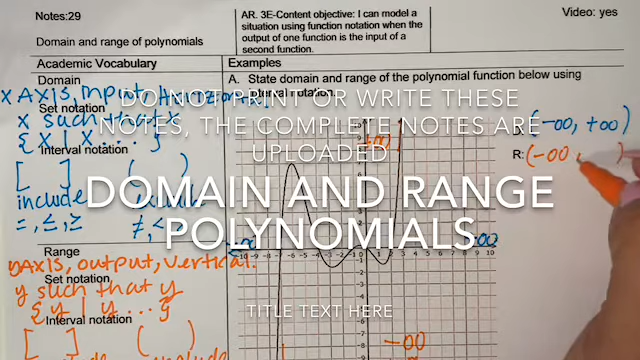 Notes:29
AR. 3E-Content objective: I can model a
situation using function notation when the
output of one function is the input of a
second function.
Video: yes
Domain and range of polynomials
Academic Vocabulary
Examples
Domain
A. State domain and range of the polynomial function below using
interval notation.
x AXIS, input, horizontal
Set notation
x such that x
{ x | x ... }
Interval notation
[ ] ( )
include
=, ≤, ≥
≠, <
DO NOT PRINT OR WRITE THESE
NOTES, THE COMPLETE NOTES ARE
UPLOADED
DOMAIN AND RANGE
POLYNOMIALS
TITLE TEXT HERE
(-∞, +∞)
R: (-∞, )
Range
y AXIS, output, vertical.
Set notation
y such that y
{ y | y ... }
Interval notation
[ ] ( )
-∞